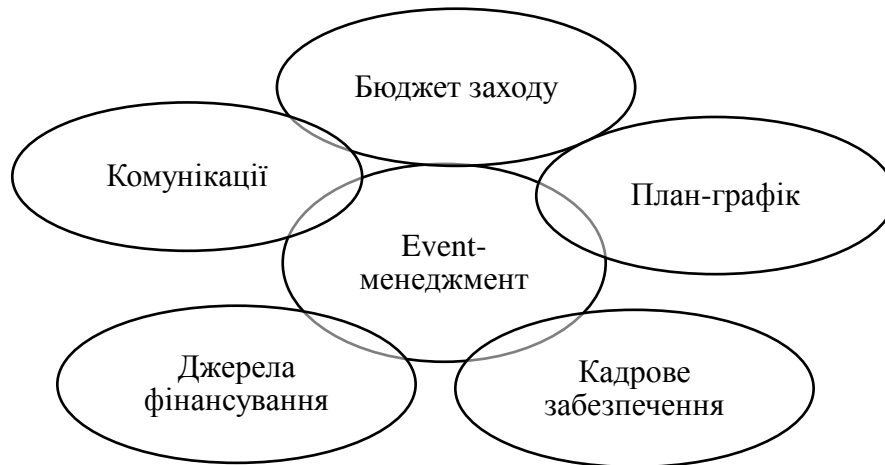 Бюджет заходу
Комунікації
План-графік
Event-
менеджмент
Джерела
фінансування
Кадрове
забезпечення